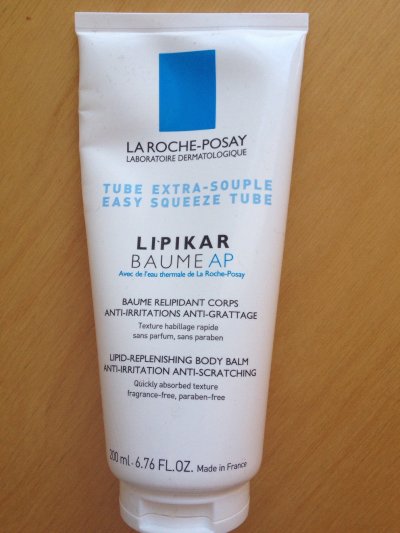 LA ROCHE-POSAY
LABORATOIRE DERMATOLOGIQUE
TUBE EXTRA-SOUPLE
EASY SQUEEZE TUBE
LIPIKAR
BAUME AP
Avec de l'eau thermale de La Roche-Posay
BAUME RELIPIDANT CORPS
ANTI-IRRITATIONS ANTI-GRATTAGE
Texture habillage rapide
sans parfum, sans paraben
LIPID-REPLENISHING BODY BALM
ANTI-IRRITATION ANTI-SCRATCHING
Quickly absorbed texture
fragrance-free, paraben-free
200 ml - 6.76 FL.OZ. Made in France